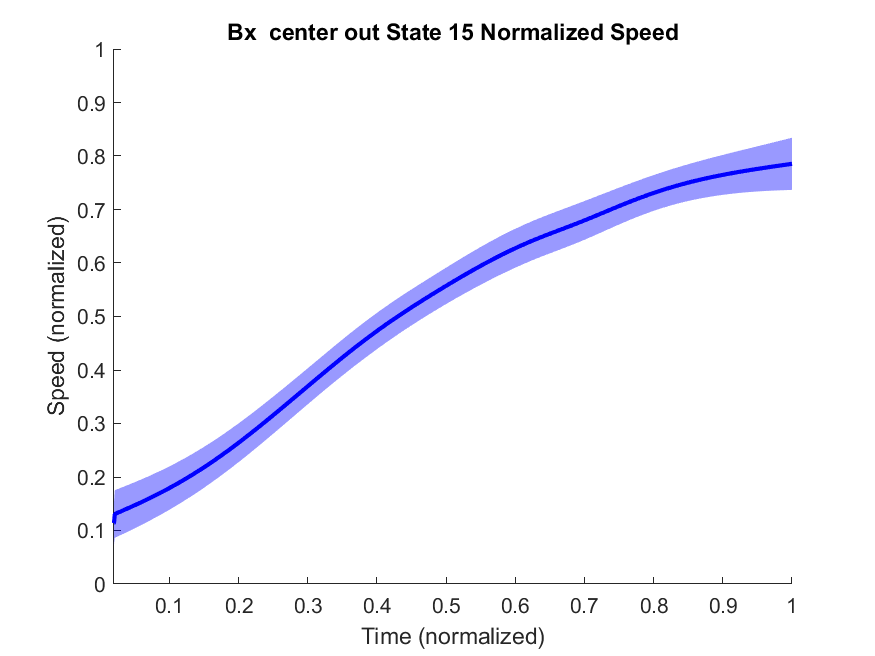 Bx  center out State 15 Normalized Speed
1
0.9
0.8
0.7
0.6
0.5
0.4
0.3
0.2
0.1
0
Speed (normalized)
0.1 0.2 0.3 0.4 0.5 0.6 0.7 0.8 0.9 1
Time (normalized)